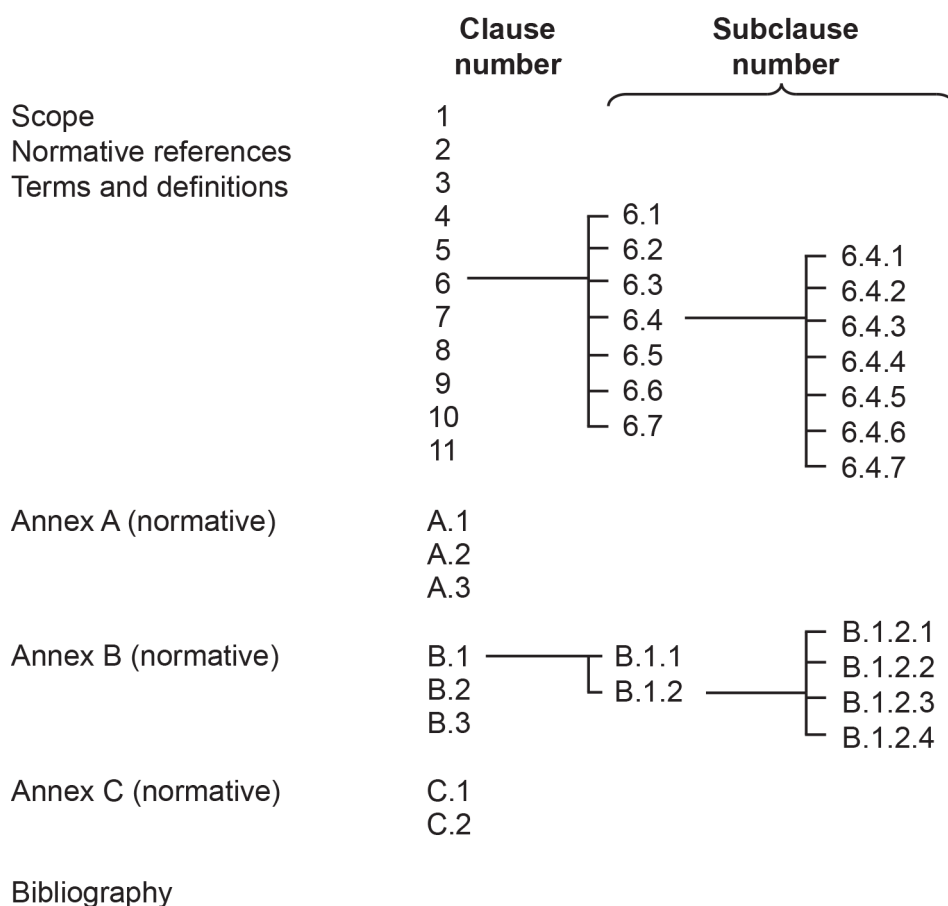 Clause number
Subclause number
Scope 1
Normative references 2
Terms and definitions 3
4 6.1
5 6.2 6.4.1
6 6.3 6.4.2
7 6.4 6.4.3
8 6.5 6.4.4
9 6.6 6.4.5
10 6.7 6.4.6
11 6.4.7
Annex A (normative) A.1
A.2
A.3
B.1.2.1
Annex B (normative) B.1 B.1.1 B.1.2.2
B.2 B.1.2 B.1.2.3
B.3 B.1.2.4
Annex C (normative) C.1
C.2
Bibliography